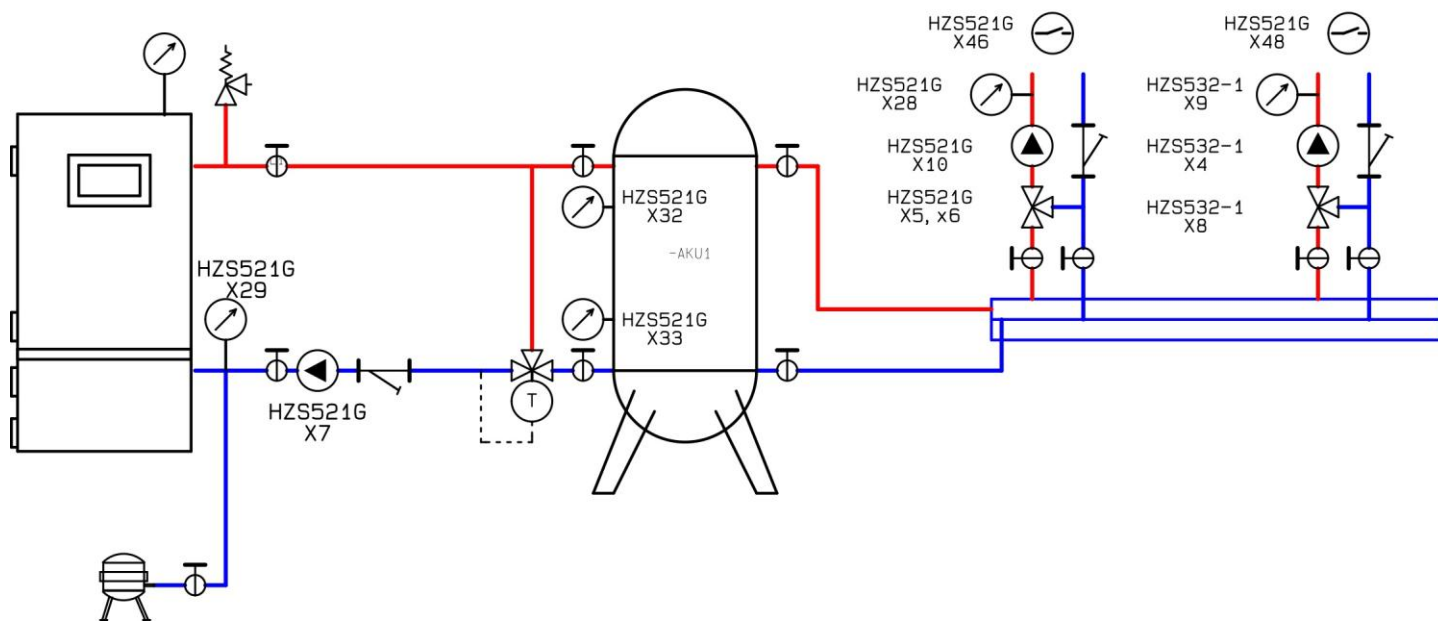 HZS521G
X46
HZS521G
X48
HZS521G
X28
HZS532-1
X9
HZS521G
X10
HZS532-1
X4
HZS521G
X5, x6
HZS532-1
X8
HZS521G
X32
-AKU1
HZS521G
X29
HZS521G
X33
T
HZS521G
X7